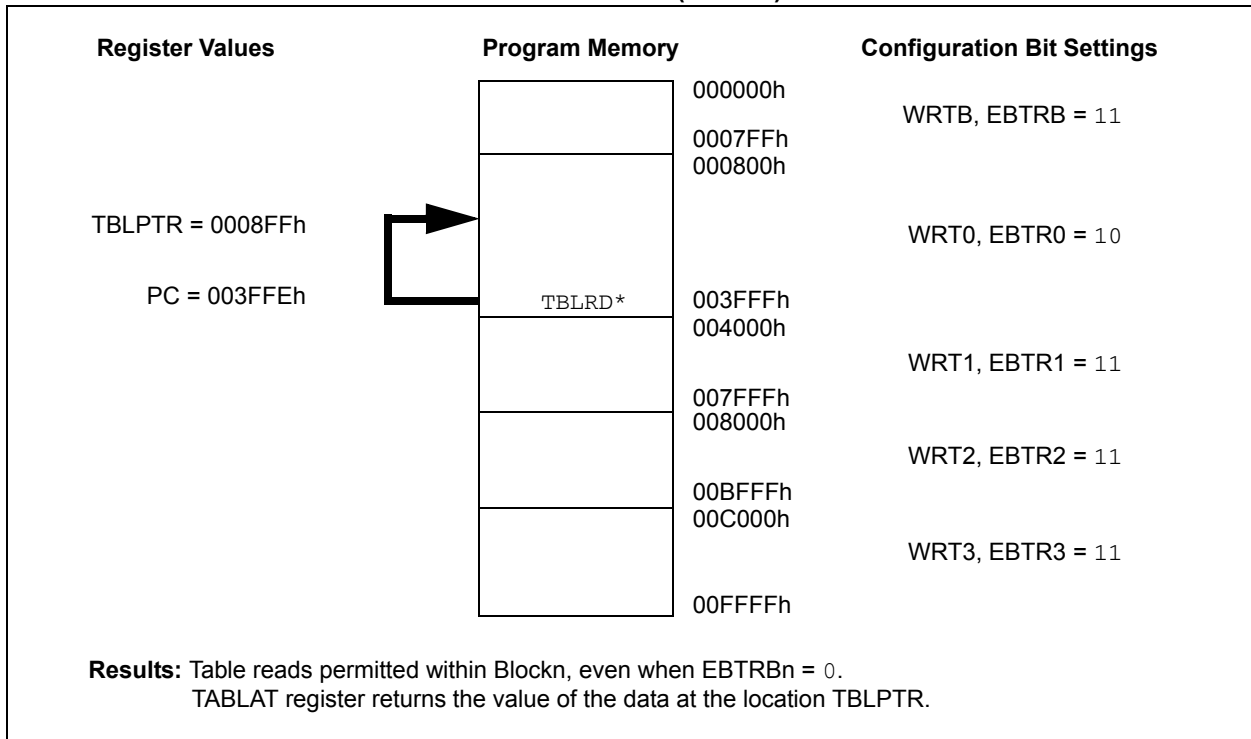 Register Values Program Memory Configuration Bit Settings
000000h
WRTB, EBTRB = 11
0007FFh
000800h
TBLPTR = 0008FFh
WRT0, EBTR0 = 10
PC = 003FFEh
TBLRD*
003FFFh
004000h
WRT1, EBTR1 = 11
007FFFh
008000h
WRT2, EBTR2 = 11
00BFFFh
00C000h
WRT3, EBTR3 = 11
00FFFFh
Results: Table reads permitted within Blockn, even when EBTRBn = 0.
TABLAT register returns the value of the data at the location TBLPTR.